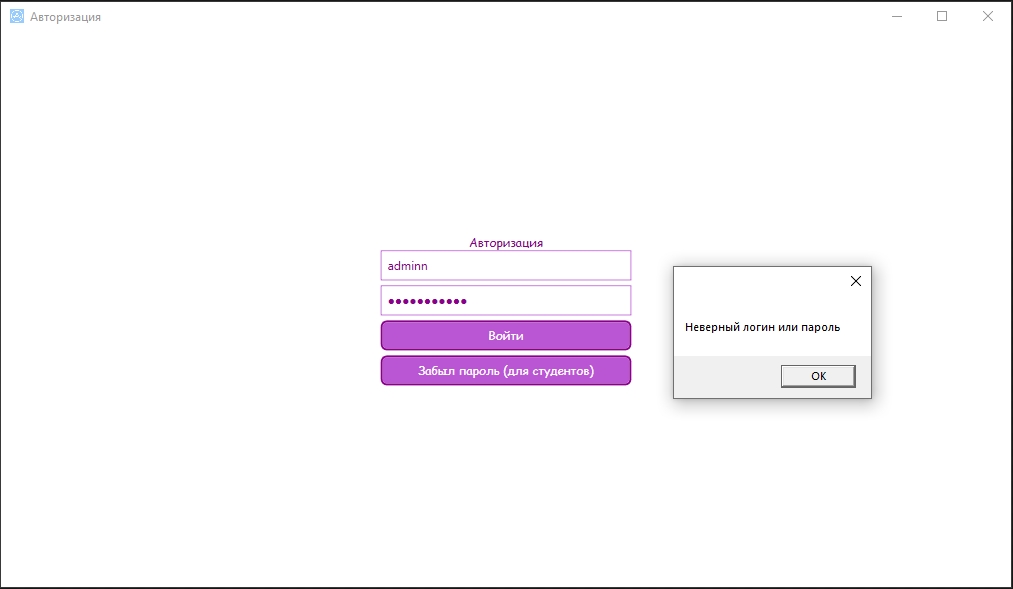 Авторизация
Авторизация
adminn
●●●●●●●●●●●
Войти
Забыл пароль (для студентов)
Неверный логин или пароль
OK